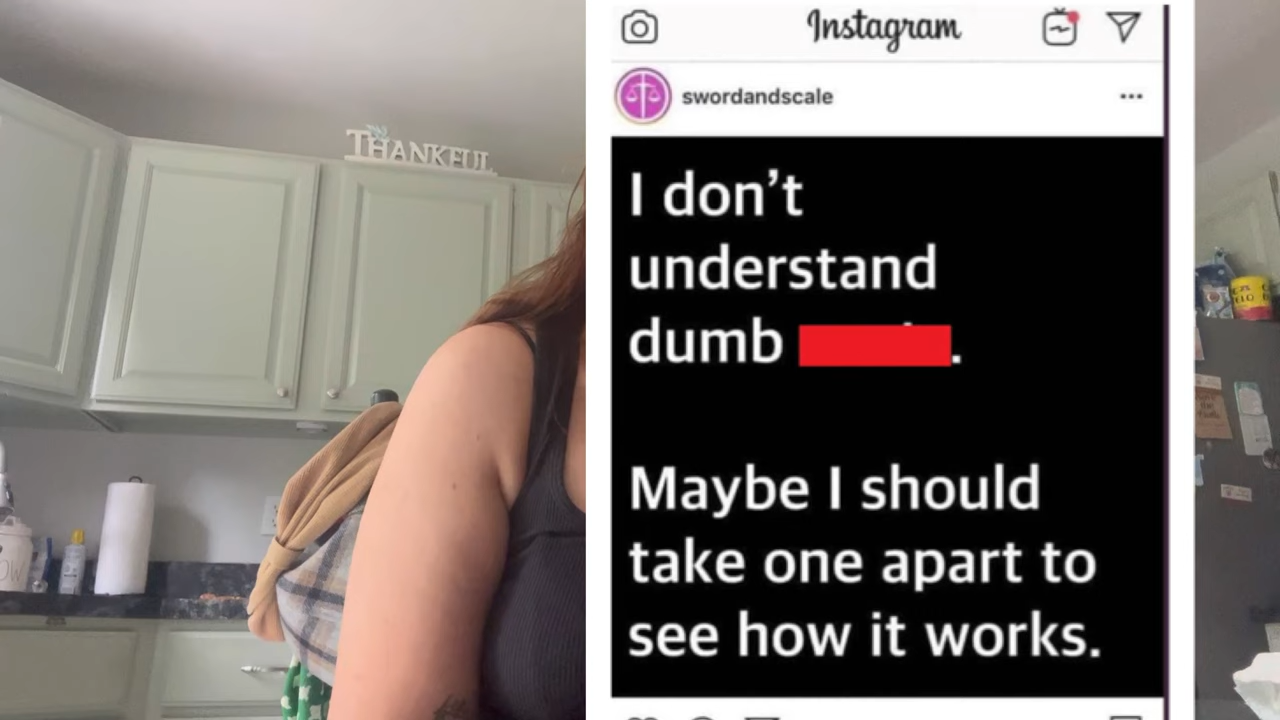 THANKFUL
Instagram
swordandscale
I don't
understand
dumb .
Maybe I should
take one apart to
see how it works.